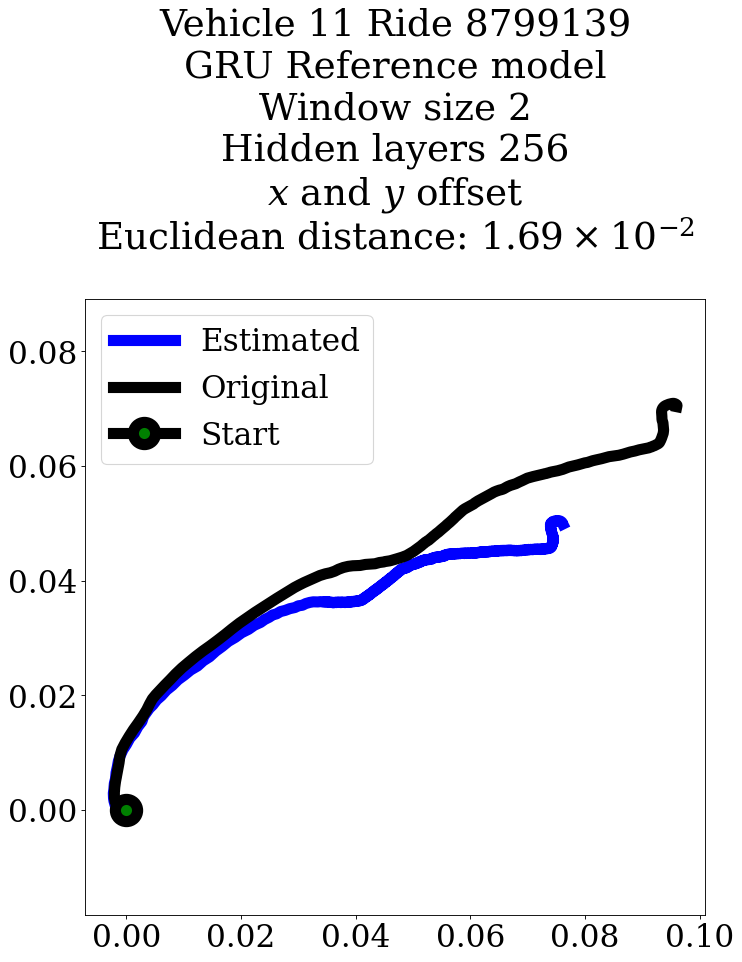 Vehicle 11 Ride 8799139
GRU Reference model
Window size 2
Hidden layers 256
x and y offset
Euclidean distance: 1.69 × 10⁻²
Estimated
Original
Start
0.08
0.06
0.04
0.02
0.00
0.00 0.02 0.04 0.06 0.08 0.10